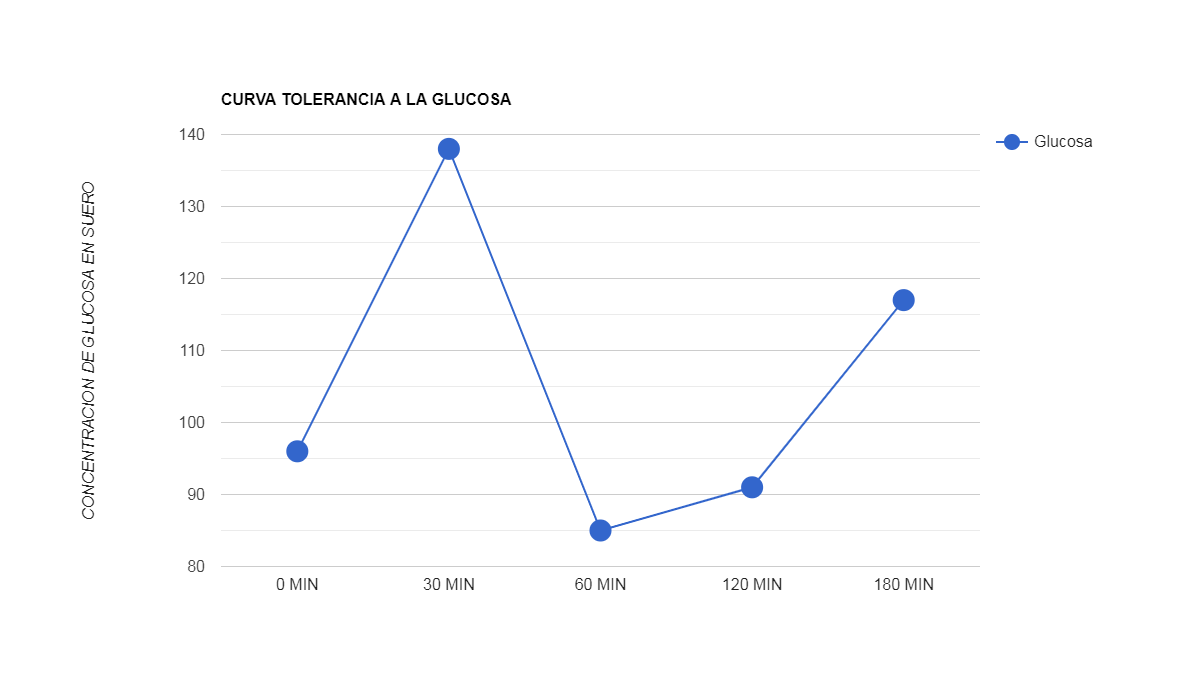 CURVA TOLERANCIA A LA GLUCOSA
Glucosa
CONCENTRACION DE GLUCOSA EN SUERO
140
130
120
110
100
90
80
0 MIN
30 MIN
60 MIN
120 MIN
180 MIN